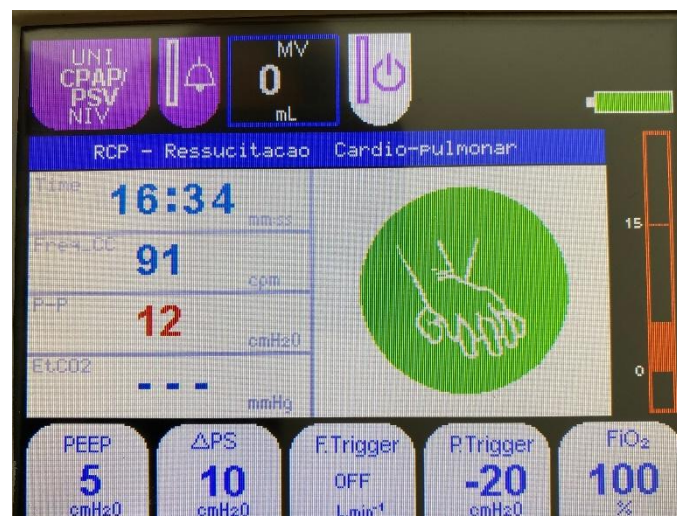 UNI
CPAP/
PSV
NIV
MV
0
mL
RCP - Ressucitacao Cardio-pulmonar
Time
16:34
mm:ss
Freq_CC
91
cpm
P-P
12
cmH2O
EtCO2
---
mmHg
15
0
PEEP
5
cmH2O
△PS
10
cmH2O
F.Trigger
OFF
L.min⁻¹
P.Trigger
-20
cmH2O
FiO₂
100
%